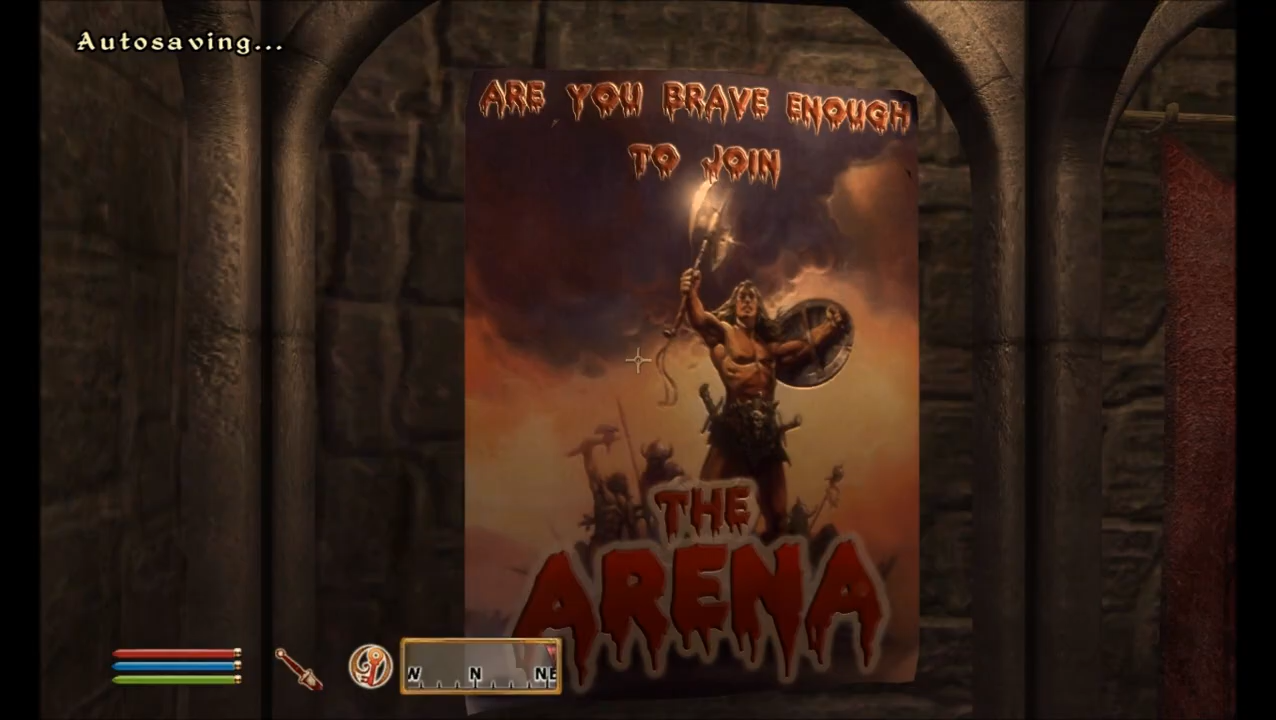 Autosaving...
ARE YOU BRAVE ENOUGH
TO JOIN
THE
ARENA
W N NE